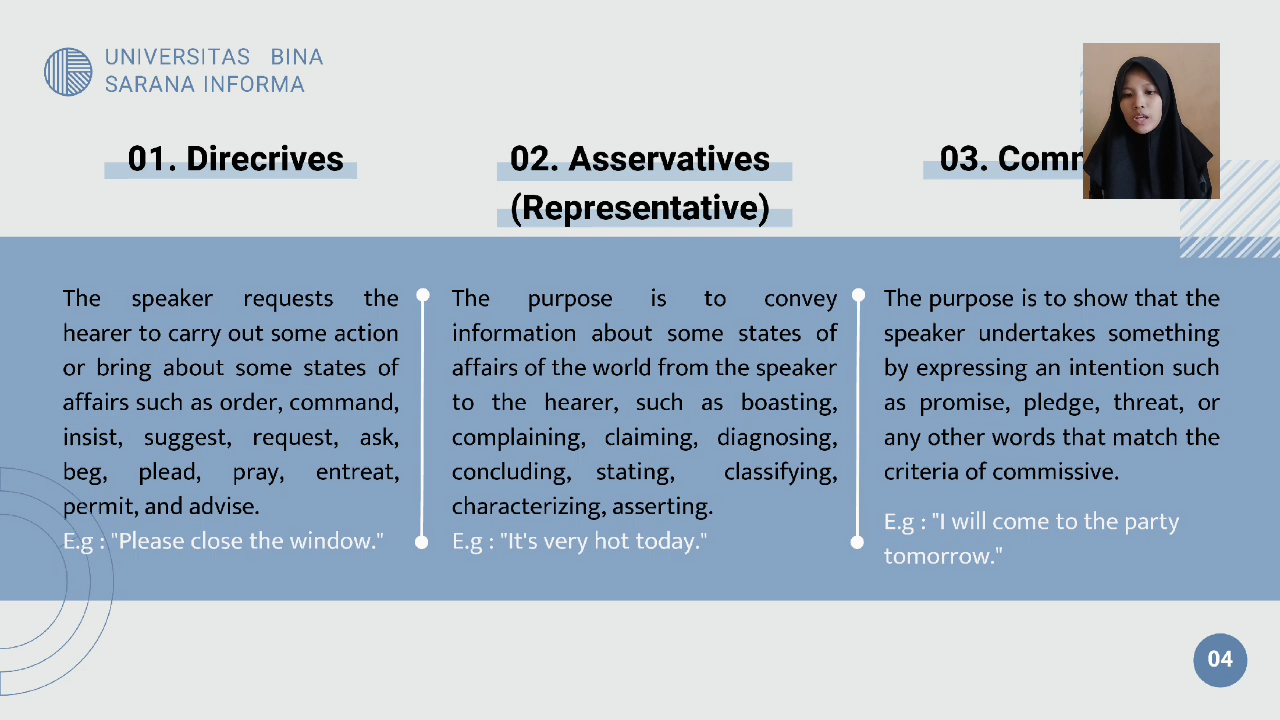 UNIVERSITAS BINA
SARANA INFORMA
01. Direcrives
02. Asservatives
(Representative)
03. Comm
The speaker requests the
hearer to carry out some action
or bring about some states of
affairs such as order, command,
insist, suggest, request, ask,
beg, plead, pray, entreat,
permit, and advise.
E.g : "Please close the window."
The purpose is to convey
information about some states of
affairs of the world from the speaker
to the hearer, such as boasting,
complaining, claiming, diagnosing,
concluding, stating, classifying,
characterizing, asserting.
E.g : "It's very hot today."
The purpose is to show that the
speaker undertakes something
by expressing an intention such
as promise, pledge, threat, or
any other words that match the
criteria of commissive.
E.g : "I will come to the party
tomorrow."
04